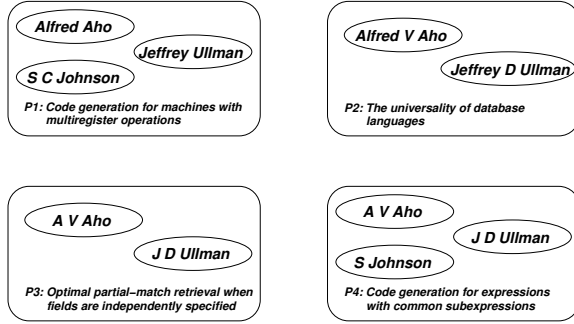 Alfred Aho
Jeffrey Ullman
S C Johnson
P1: Code generation for machines with
multiregister operations
Alfred V Aho
Jeffrey D Ullman
P2: The universality of database
languages
A V Aho
J D Ullman
P3: Optimal partial−match retrieval when
fields are independently specified
A V Aho
J D Ullman
S Johnson
P4: Code generation for expressions
with common subexpressions